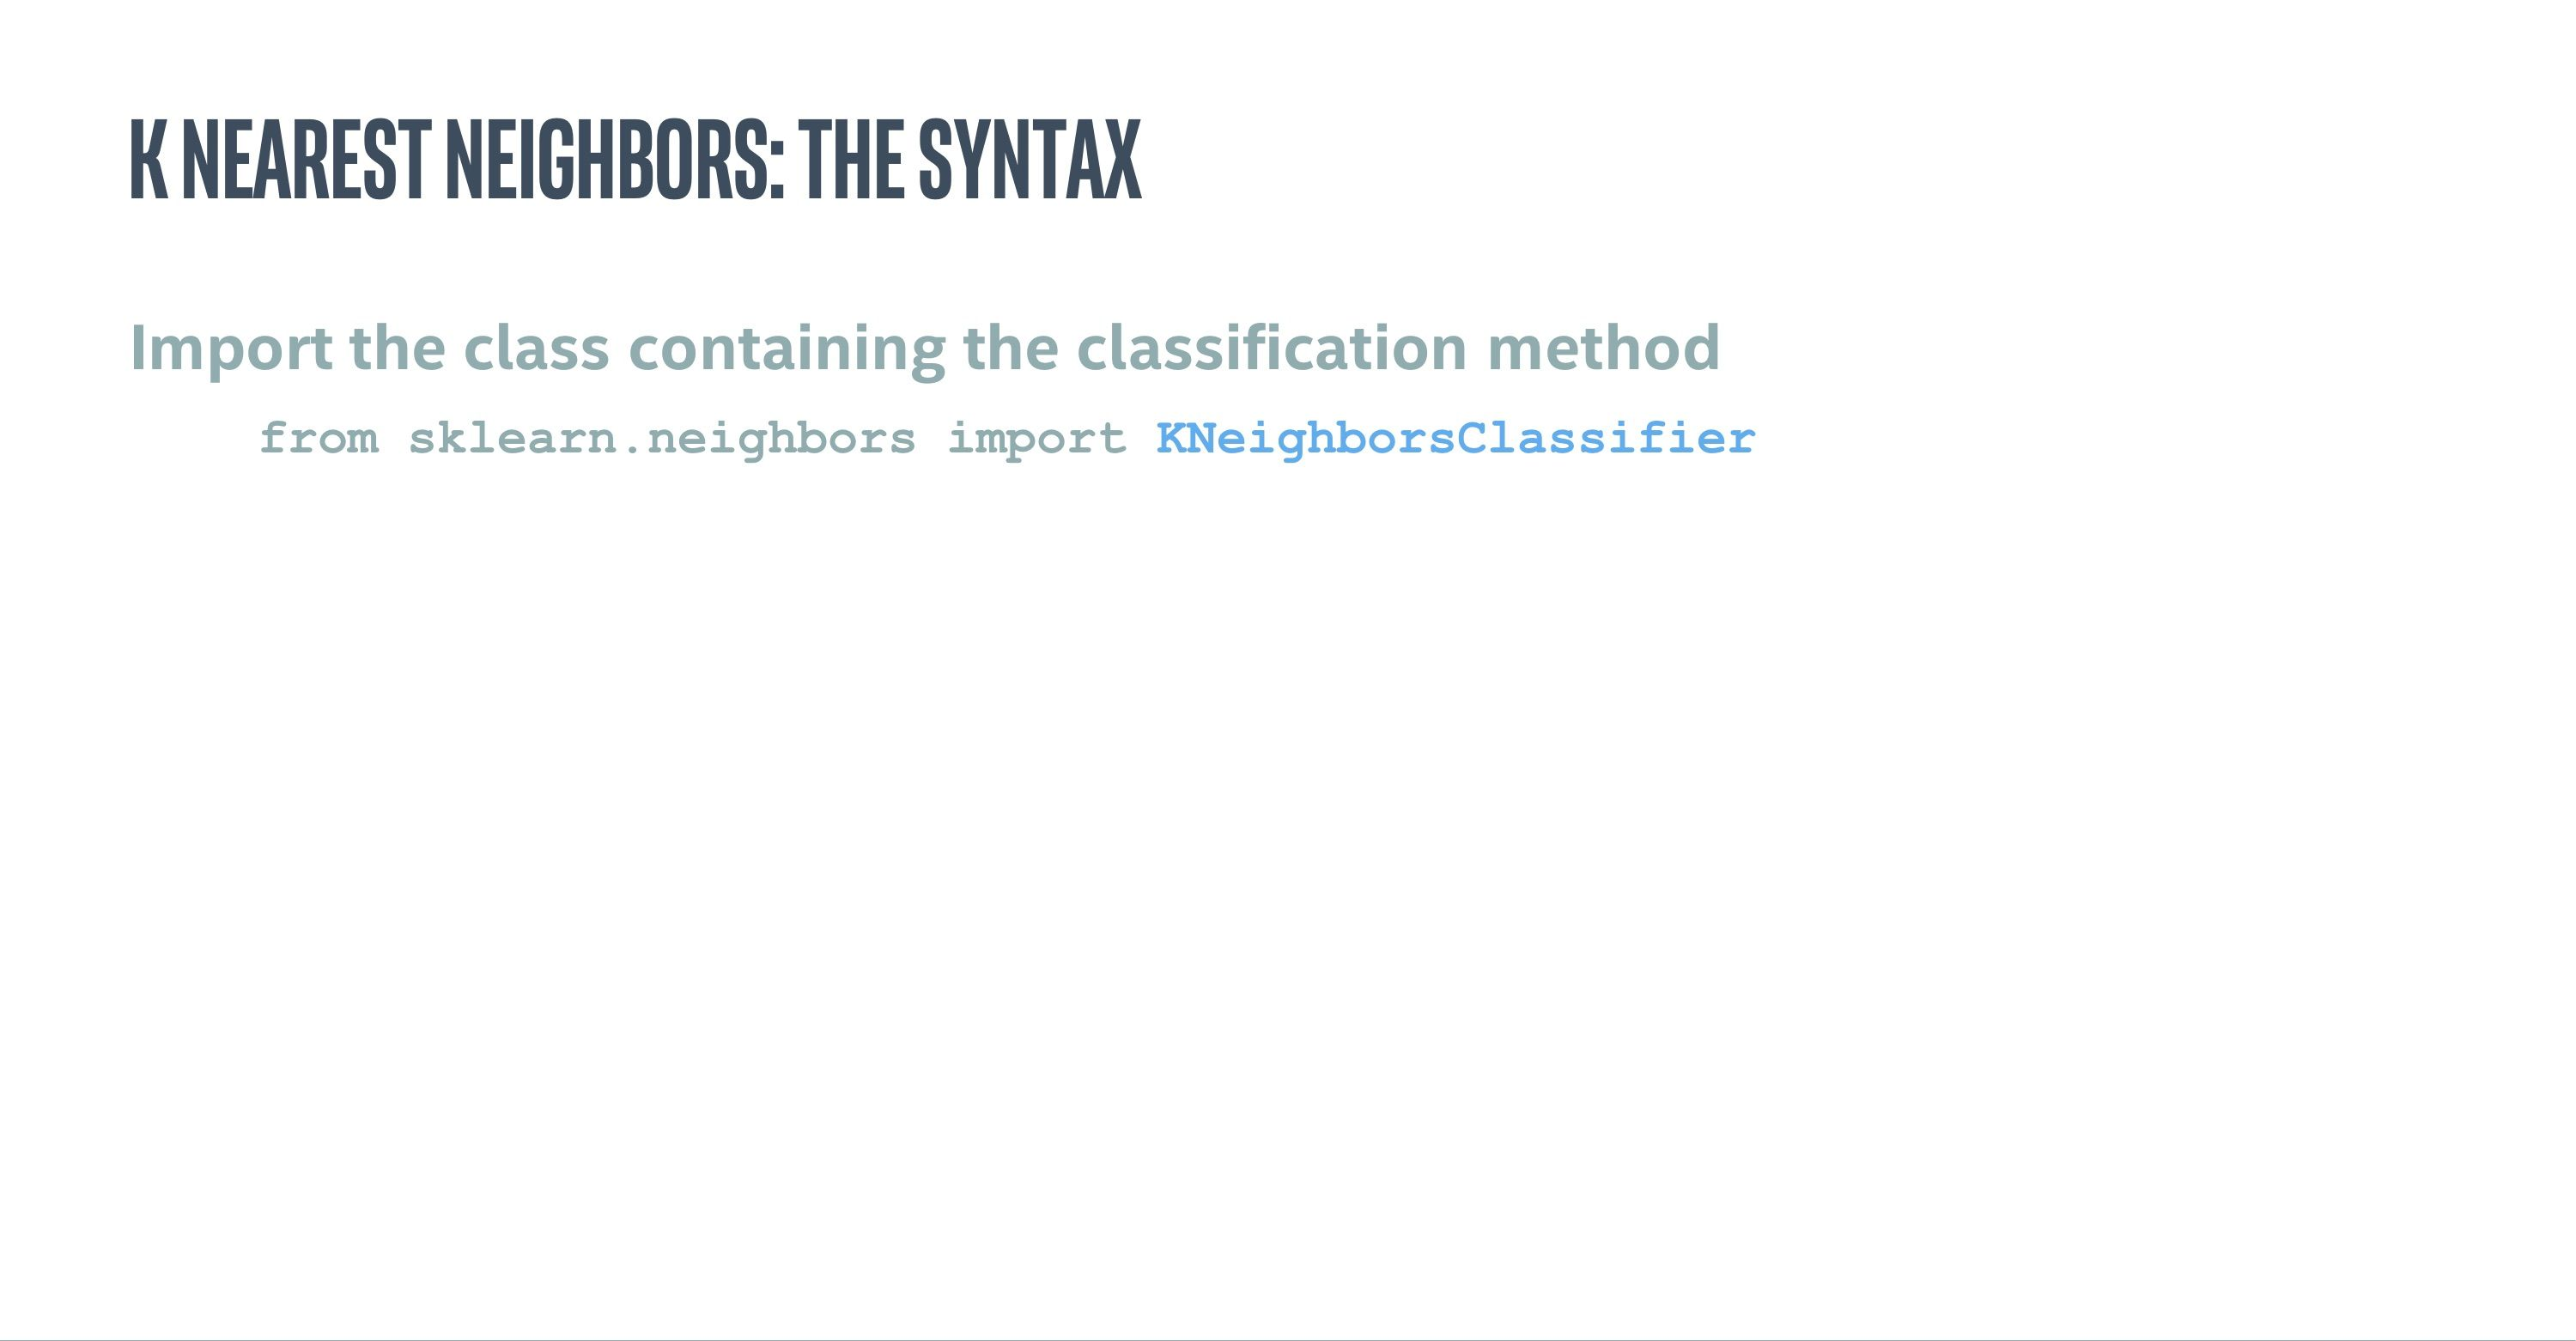 K NEAREST NEIGHBORS: THE SYNTAX
Import the class containing the classification method
from sklearn.neighbors import KNeighborsClassifier